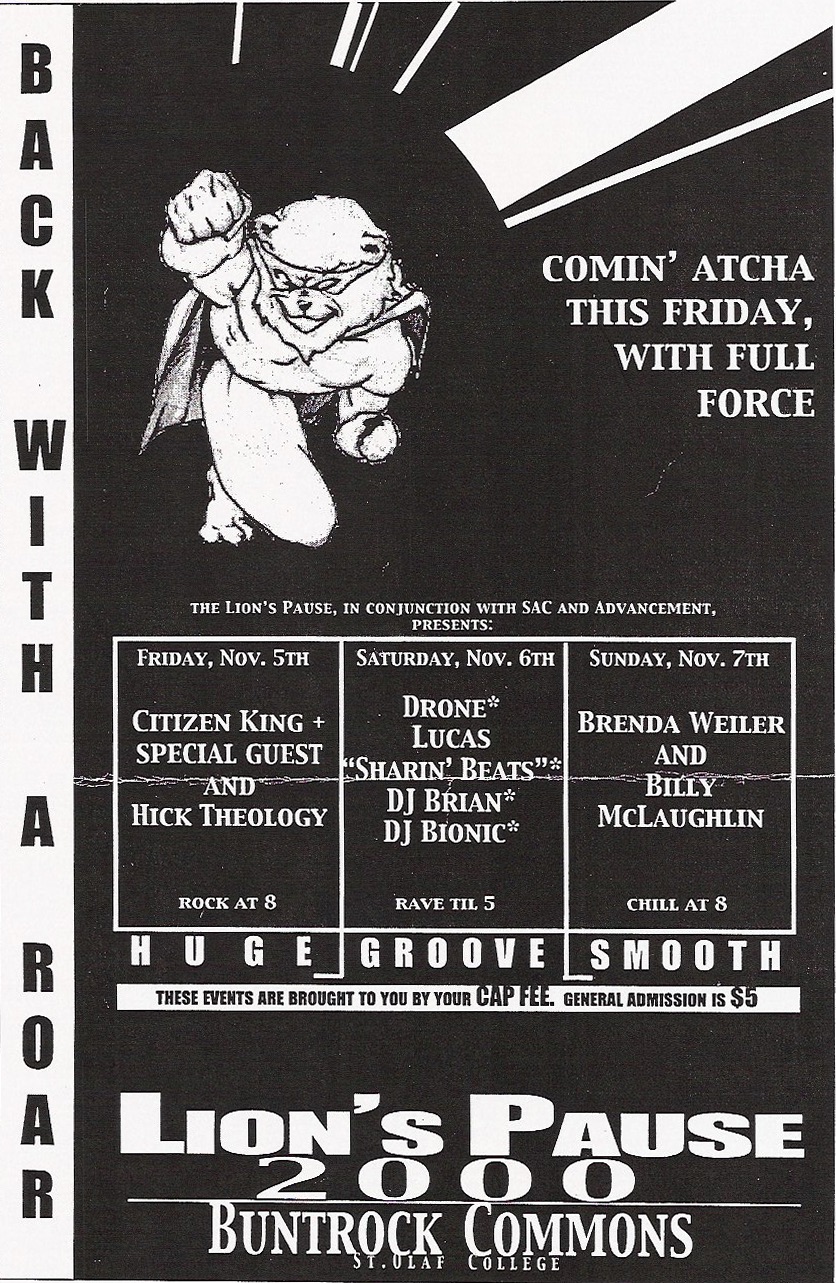 BACK WITH A ROAR
COMIN' ATCHA
THIS FRIDAY,
WITH FULL
FORCE
THE LION'S PAUSE, IN CONJUNCTION WITH SAC AND ADVANCEMENT,
PRESENTS:
FRIDAY, NOV. 5TH
CITIZEN KING +
SPECIAL GUEST
AND
HICK THEOLOGY
ROCK AT 8
HUGE
SATURDAY, NOV. 6TH
DRONE*
LUCAS
"SHARIN' BEATS"*
DJ BRIAN*
DJ BIONIC*
RAVE TIL 5
GROOVE
SUNDAY, NOV. 7TH
BRENDA WEILER
AND
BILLY
MCLAUGHLIN
CHILL AT 8
SMOOTH
THESE EVENTS ARE BROUGHT TO YOU BY YOUR CAP FEE. GENERAL ADMISSION IS $5
LION'S PAUSE
2000
BUNTROCK COMMONS
ST. OLAF COLLEGE